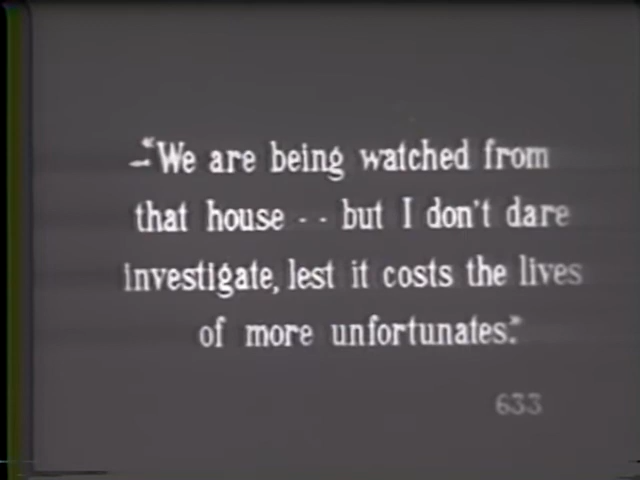 —"We are being watched from
that house - - but I don't dare
investigate, lest it costs the lives
of more unfortunates."
633